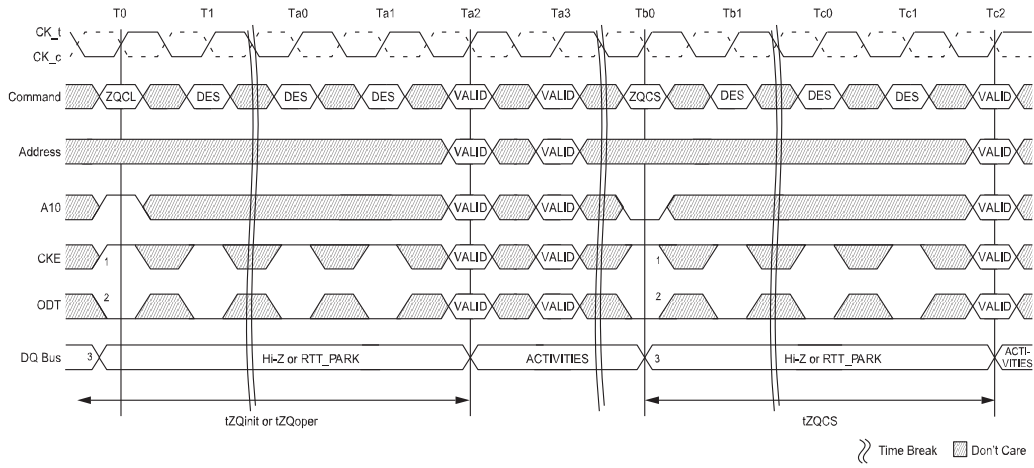 T0 T1 Ta0 Ta1 Ta2 Ta3 Tb0 Tb1 Tc0 Tc1 Tc2
CK_t
CK_c
Command ZQCL DES DES DES VALID VALID ZQCS DES DES DES VALID
Address VALID VALID VALID
A10 VALID VALID VALID
CKE 1 VALID VALID 1 VALID
ODT 2 VALID VALID 2 VALID
DQ Bus 3 Hi-Z or RTT_PARK ACTIVITIES 3 Hi-Z or RTT_PARK ACTI-
VITIES
tZQinit or tZQoper tZQCS
Time Break Don't Care